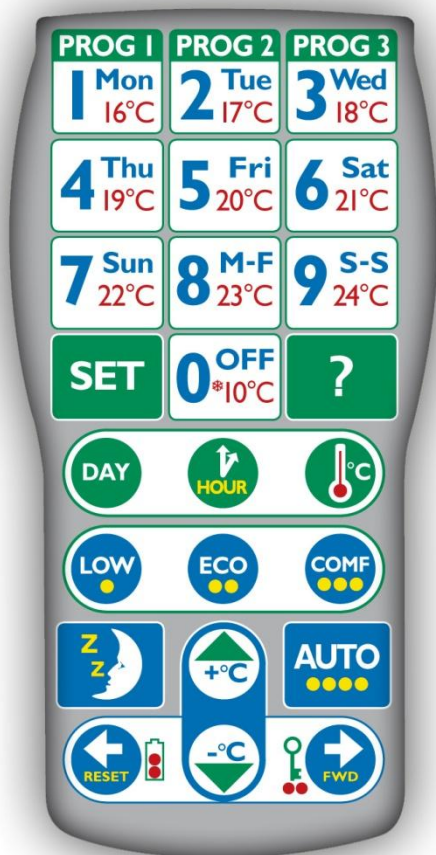 PROG 1 PROG 2 PROG 3
1 Mon 16°C 2 Tue 17°C 3 Wed 18°C
4 Thu 19°C 5 Fri 20°C 6 Sat 21°C
7 Sun 22°C 8 M-F 23°C 9 S-S 24°C
SET 0 OFF *10°C ?
DAY HOUR °C
LOW ECO COMF
Z
Z
+°C AUTO
-°C
RESET FWD